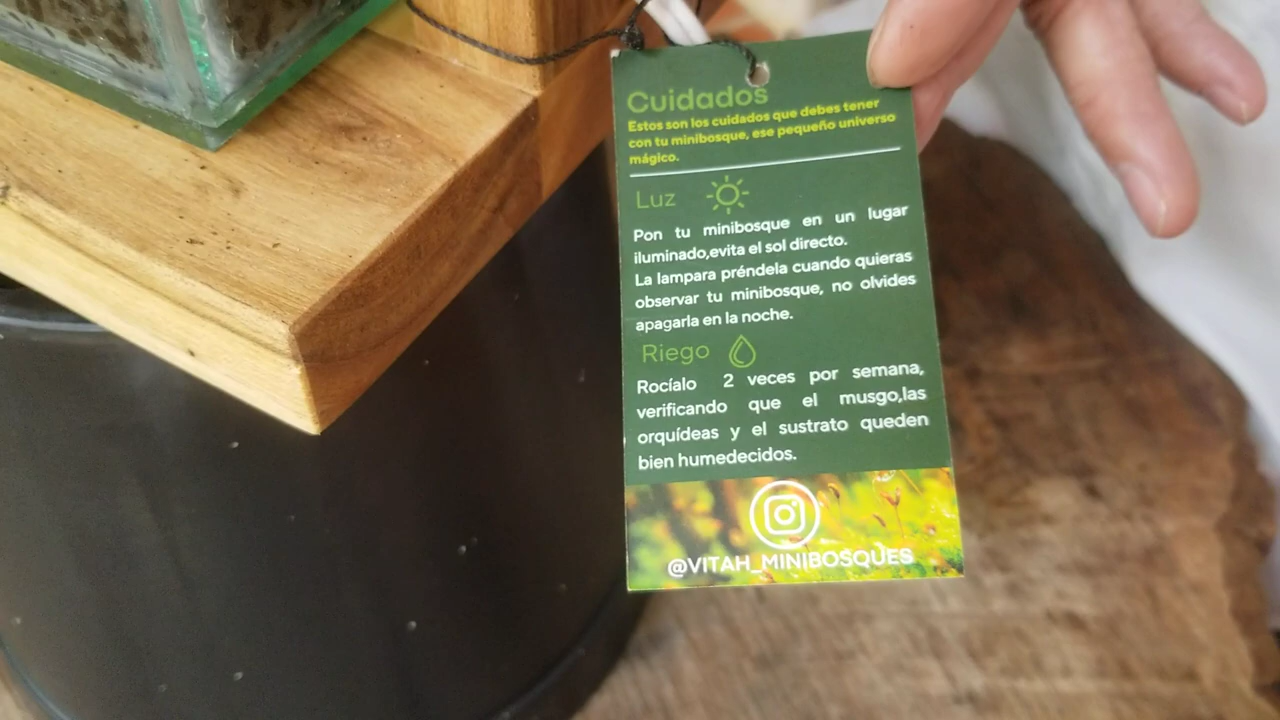 Cuidados
Estos son los cuidados que debes tener
con tu minibosque, ese pequeño universo
mágico.
Luz
Pon tu minibosque en un lugar
iluminado,evita el sol directo.
La lampara préndela cuando quieras
observar tu minibosque, no olvides
apagarla en la noche.
Riego
Rocíalo 2 veces por semana,
verificando que el musgo,las
orquídeas y el sustrato queden
bien humedecidos.
@VITAH_MINIBOSQUES